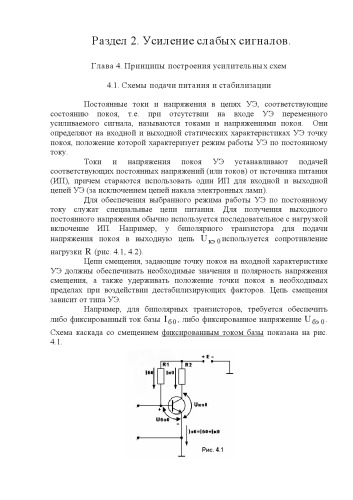 Раздел 2. Усиление слабых сигналов.
Глава 4. Принципы построения усилительных схем
4.1. Схемы подачи питания и стабилизации
Постоянные токи и напряжения в цепях УЭ, соответствующие
состоянию покоя, т.е. при отсутствии на входе УЭ переменного
усиливаемого сигнала, называются токами и напряжениями покоя. Они
определяют на входной и выходной статических характеристиках УЭ точку
покоя, положение которой характеризует режим работы УЭ по постоянному
току.
Токи и напряжения покоя УЭ устанавливают подачей
соответствующих постоянных напряжений (или токов) от источника питания
(ИП), причем стараются использовать один ИП для входной и выходной
цепей УЭ (за исключением цепей накала электронных ламп).
Для обеспечения выбранного режима работы УЭ по постоянному
току служат специальные цепи питания. Для получения выходного
постоянного напряжения обычно используется последовательное с нагрузкой
включение ИП. Например, у биполярного транзистора для подачи
напряжения покоя в выходную цепь U кэ 0 используется сопротивление
нагрузки R (рис. 4.1, 4.2).
Цепи смещения, задающие точку покоя на входной характеристике
УЭ должны обеспечивать необходимые значения и полярность напряжения
смещения, а также удерживать положение точки покоя в необходимых
пределах при воздействии дестабилизирующих факторов. Цепь смещения
зависит от типа УЭ.
Например, для биполярных транзисторов, требуется обеспечить
либо фиксированный ток базы I б 0, либо фиксированное напряжение U бэ 0.
Схема каскада со смещением фиксированным током базы показана на рис.
4.1.
+ E -
R1 R2
Iб0 Iк0
Uкэ0
Uбэ0
Iэ0=Iб0+Iк0
Рис. 4.1